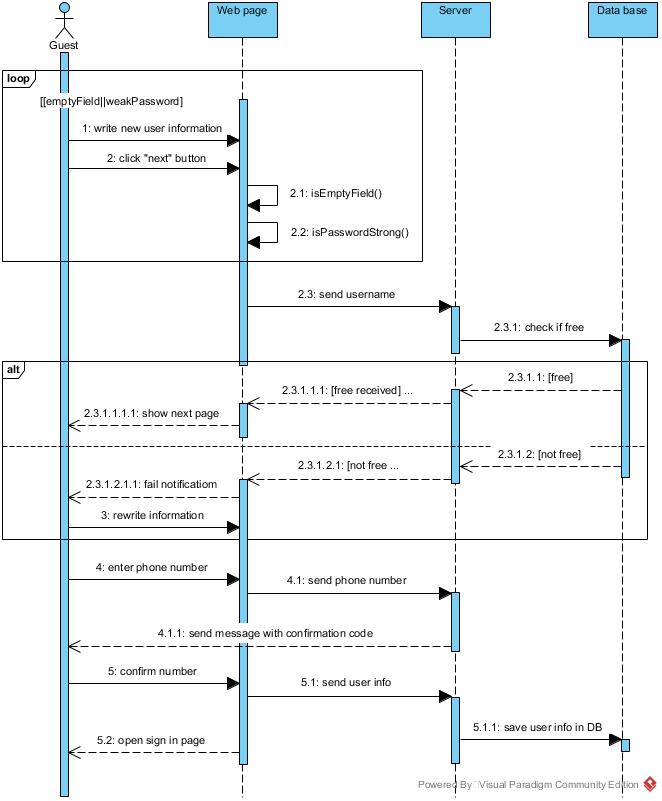 Guest
Web page
Server
Data base
loop
[[emptyField||weakPassword]
1: write new user information
2: click "next" button
2.1: isEmptyField()
2.2: isPasswordStrong()
2.3: send username
2.3.1: check if free
alt
2.3.1.1: [free]
2.3.1.1.1: [free received] ...
2.3.1.1.1.1: show next page
2.3.1.2: [not free]
2.3.1.2.1: [not free ...
2.3.1.2.1.1: fail notificatiom
3: rewrite information
4: enter phone number
4.1: send phone number
4.1.1: send message with confirmation code
5: confirm number
5.1: send user info
5.1.1: save user info in DB
5.2: open sign in page
Powered By Visual Paradigm Community Edition